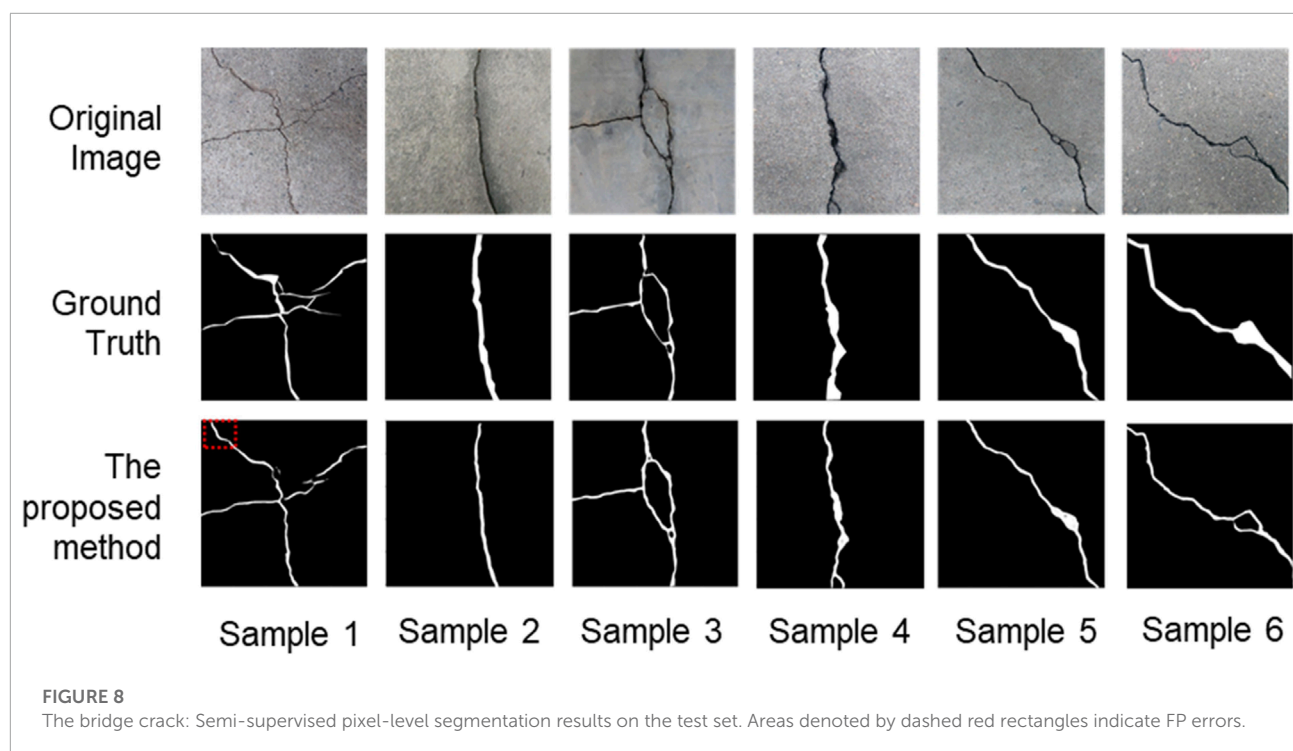 Original
Image
Ground
Truth
The
proposed
method
Sample 1
Sample 2
Sample 3
Sample 4
Sample 5
Sample 6
FIGURE 8
The bridge crack: Semi-supervised pixel-level segmentation results on the test set. Areas denoted by dashed red rectangles indicate FP errors.